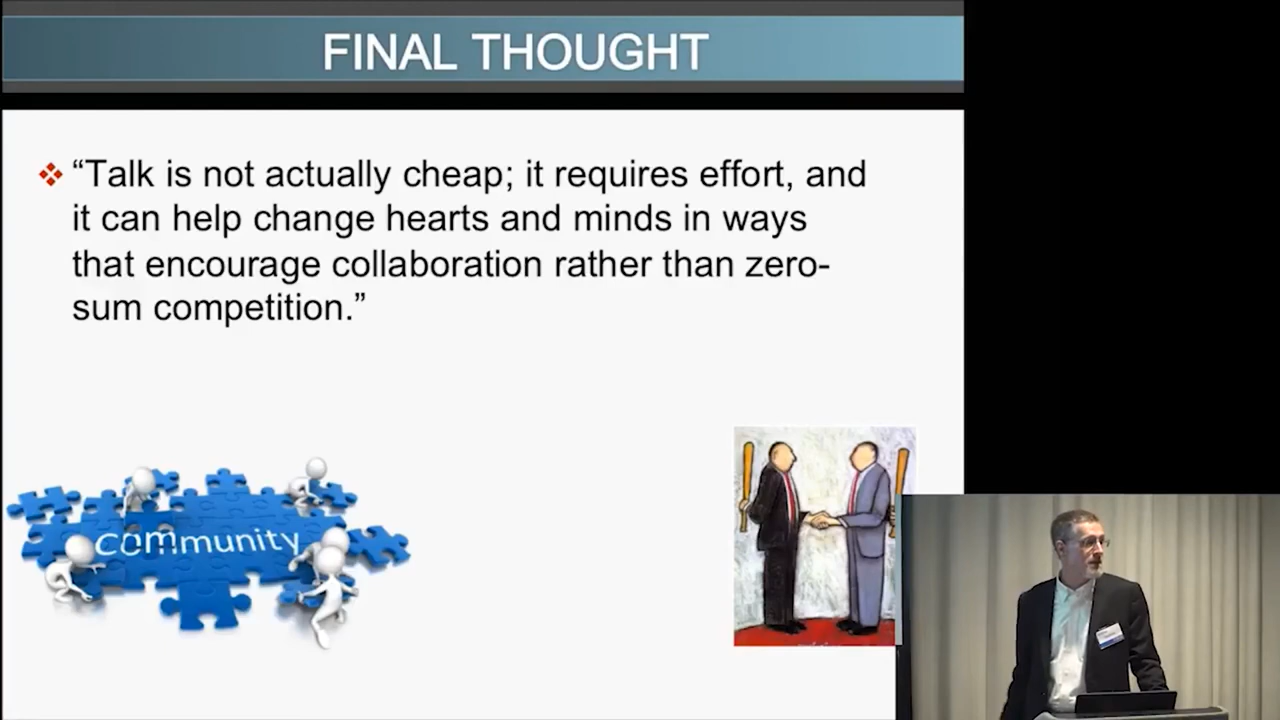 FINAL THOUGHT
“Talk is not actually cheap; it requires effort, and
it can help change hearts and minds in ways
that encourage collaboration rather than zero-
sum competition.”
community